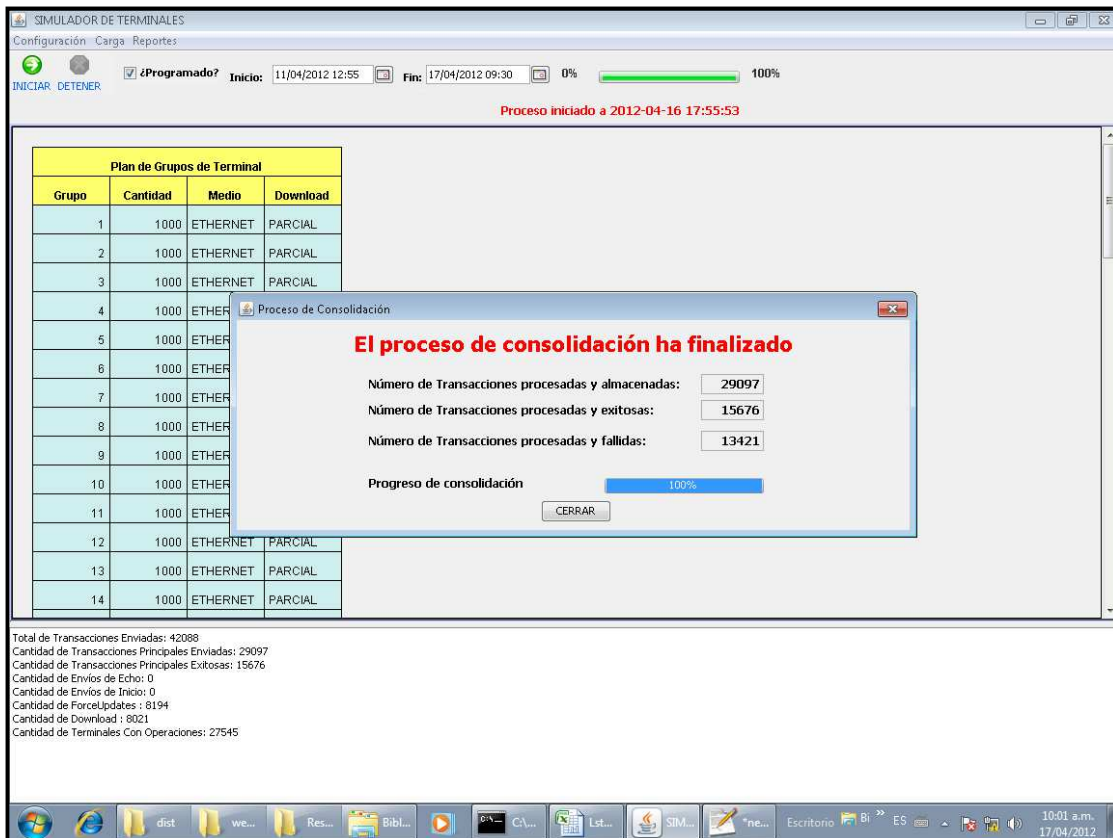 SIMULADOR DE TERMINALES
Configuración Carga Reportes
INICIAR DETENER ¿Programado? Inicio: 11/04/2012 12:55 Fin: 17/04/2012 09:30 0% 100%
Proceso iniciado a 2012-04-16 17:55:53
Plan de Grupos de Terminal
Grupo Cantidad Medio Download
1 1000 ETHERNET PARCIAL
2 1000 ETHERNET PARCIAL
3 1000 ETHERNET PARCIAL
4 1000 ETHER
5 1000 ETHER
6 1000 ETHER
7 1000 ETHER
8 1000 ETHER
9 1000 ETHER
10 1000 ETHER
11 1000 ETHER
12 1000 ETHERNET PARCIAL
13 1000 ETHERNET PARCIAL
14 1000 ETHERNET PARCIAL
Proceso de Consolidación
El proceso de consolidación ha finalizado
Número de Transacciones procesadas y almacenadas: 29097
Número de Transacciones procesadas y exitosas: 15676
Número de Transacciones procesadas y fallidas: 13421
Progreso de consolidación 100%
CERRAR
Total de Transacciones Enviadas: 42088
Cantidad de Transacciones Principales Enviadas: 29097
Cantidad de Transacciones Principales Exitosas: 15676
Cantidad de Envíos de Echo: 0
Cantidad de Envíos de Inicio: 0
Cantidad de ForceUpdates : 8194
Cantidad de Download : 8021
Cantidad de Terminales Con Operaciones: 27545
dist we... Res... Bibl... C:\... Lst... SIM... *ne... Escritorio Bi » ES 10:01 a.m.
17/04/2012